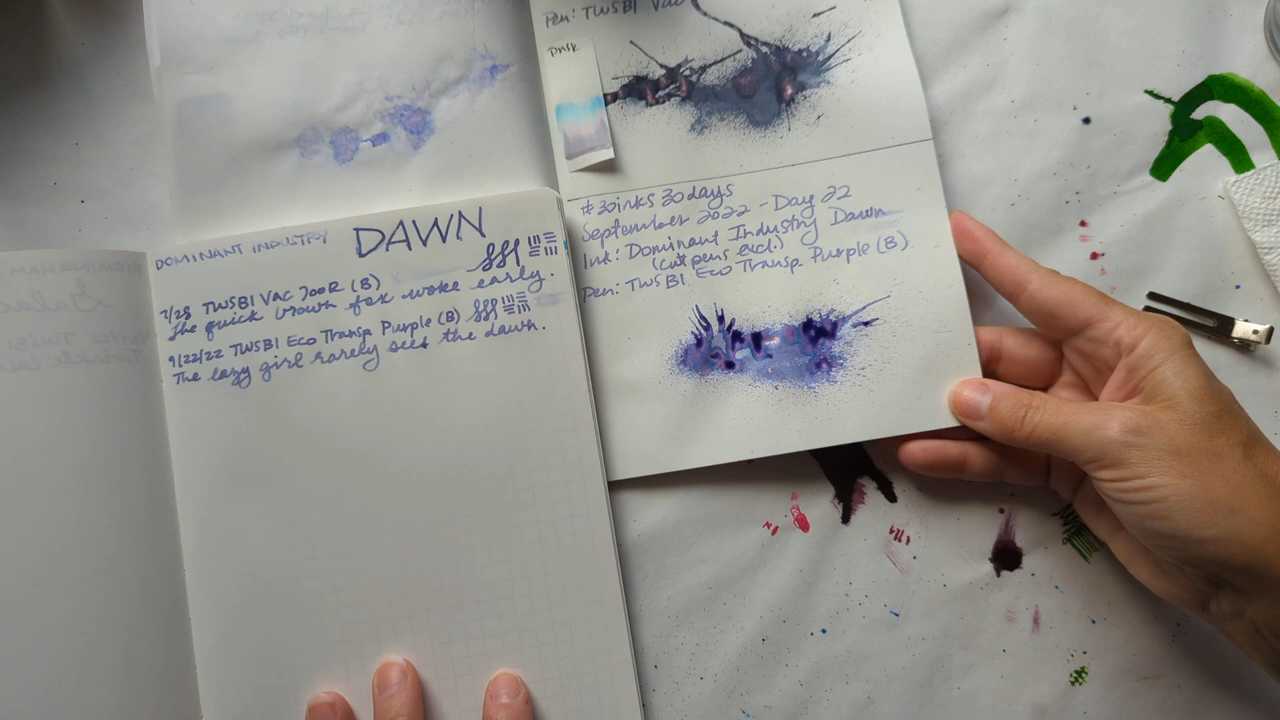 DOMINANT INDUSTRY DAWN
7/28 TWSBI Vac 700R (B)
The quick brown fox woke early.
9/22/22 TWSBI Eco Transp. Purple (B)
The lazy girl rarely sees the dawn.
Pen: TWSBI Vac
Dusk
#30inks30days
September 2022 - Day 22
Ink: Dominant Industry Dawn
(cult pens excl.)
Pen: TWSBI Eco Transp. Purple (B).